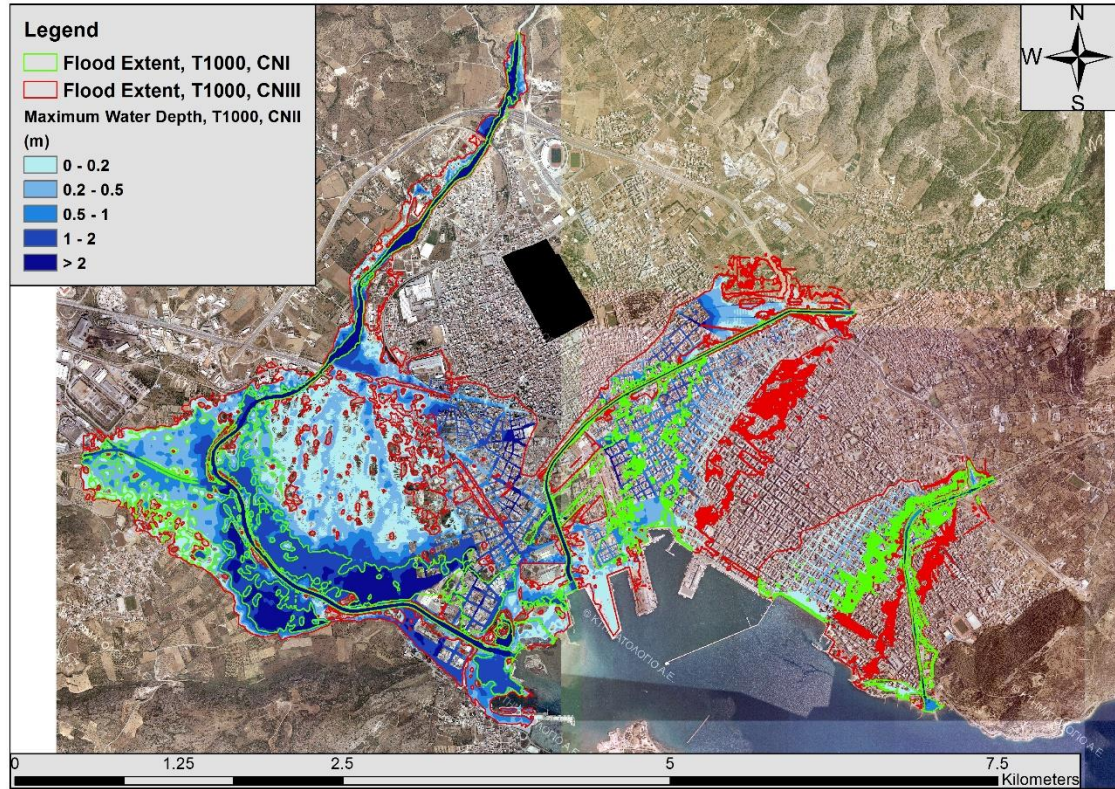 Legend
Flood Extent, T1000, CNI
Flood Extent, T1000, CNIII
Maximum Water Depth, T1000, CNII
(m)
0 - 0.2
0.2 - 0.5
0.5 - 1
1 - 2
> 2
N
W
E
S
© ΚΤΗΜΑΤΟΛΟΓΙΟ Α.Ε.
0 1.25 2.5 5 7.5
Kilometers